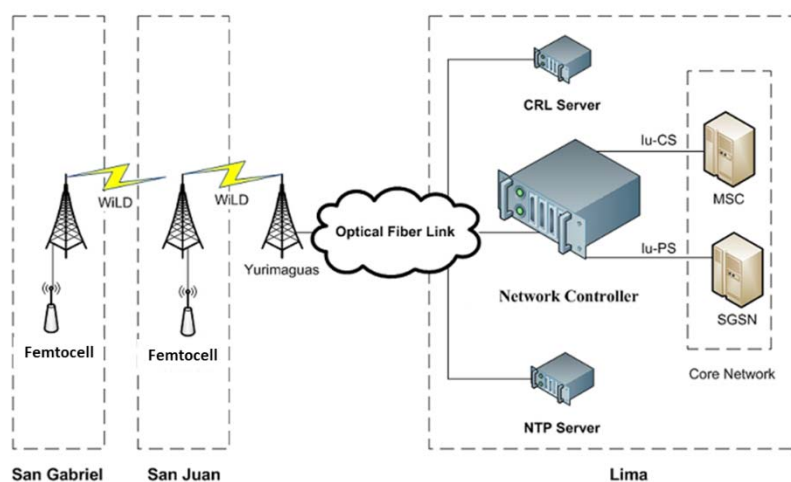 CRL Server
Iu-CS
MSC
WiLD
WiLD
Optical Fiber Link
Yurimaguas
Iu-PS
Network Controller
SGSN
Femtocell
Femtocell
Core Network
NTP Server
San Gabriel
San Juan
Lima